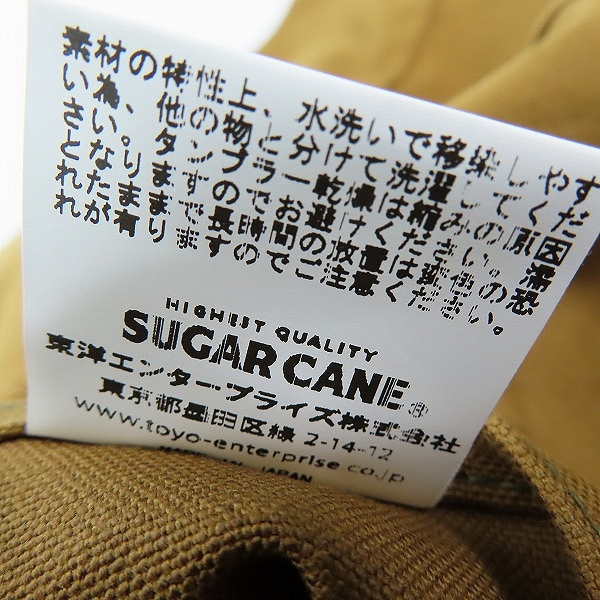 素材の特性上、水洗いで移染しやす
い為、他の物と分けて洗濯してくだ
さい。タンブラー乾燥は縮みの原因
となりますのでお避けください。濡
れたままでの長時間の放置は変色の恐
れが有りますのでご注意ください。
HIGHEST QUALITY
SUGAR CANE®
東洋エンタープライズ株式会社
東京都墨田区緑 2-14-12
www.toyo-enterprise.co.jp
JAPAN